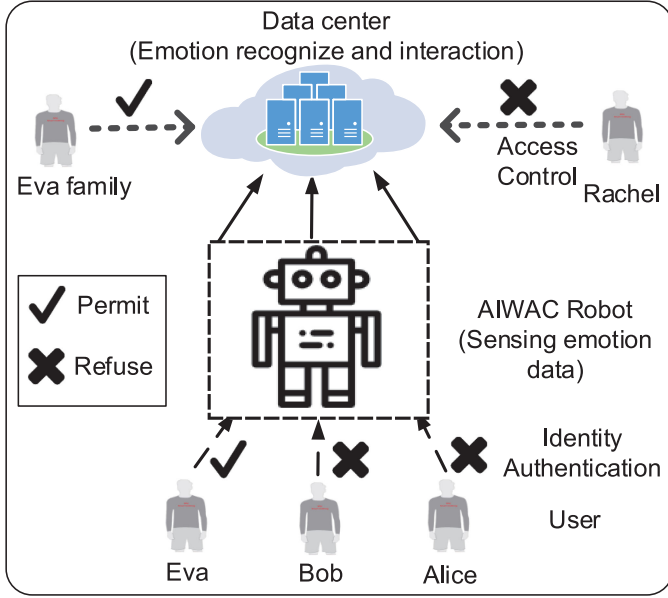 Data center
(Emotion recognize and interaction)
Eva family
Access
Control
Rachel
Permit
Refuse
AIWAC Robot
(Sensing emotion
data)
Identity
Authentication
User
Eva
Bob
Alice